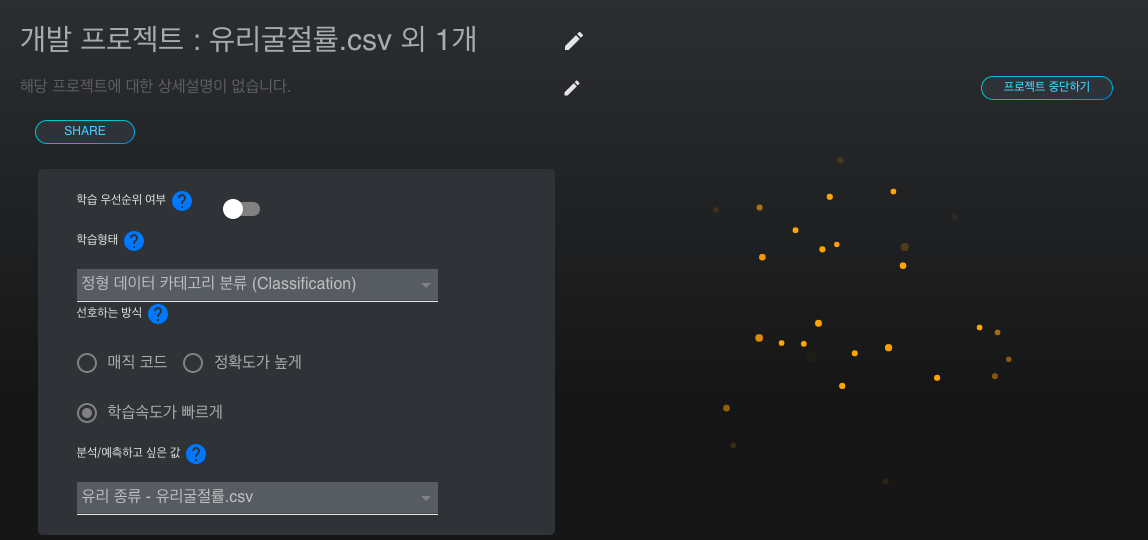 개발 프로젝트 : 유리굴절률.csv 외 1개
해당 프로젝트에 대한 상세설명이 없습니다.
프로젝트 중단하기
SHARE
학습 우선순위 여부 ?
학습형태 ?
정형 데이터 카테고리 분류 (Classification)
선호하는 방식 ?
매직 코드 정확도가 높게
학습속도가 빠르게
분석/예측하고 싶은 값 ?
유리 종류 - 유리굴절률.csv